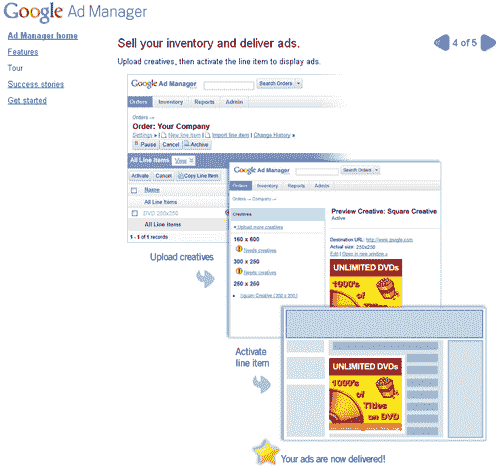 Google Ad Manager
Ad Manager home
Features
Tour
Success stories
Get started
Sell your inventory and deliver ads.
4 of 5
Upload creatives, then activate the line item to display ads.
Google Ad Manager
Search Orders
Orders Inventory Reports Admin
Orders
Order: Your Company
Settings New line item Import line item Change History
Pause Cancel Archive
All Line Items View
Activate Cancel Copy Line Item
Name
All Line Items
DVD 250x250
All Line Items
1 - 1 of 1 records
Upload creatives
Google Ad Manager
Search Orders
Orders Inventory Reports Admin
Orders Company
Creatives
Upload more creatives
160 x 600
Needs creatives
300 x 250
Needs creatives
250 x 250
Square Creative (250 x 250)
Preview Creative: Square Creative
Active
Destination URL: http://www.google.com
Actual size: 250x250
Edit | Open in new window
UNLIMITED DVDs
1000's
of
Titles
Activate
line item
UNLIMITED DVDs
1000's
of
Titles
on DVD
Your ads are now delivered!